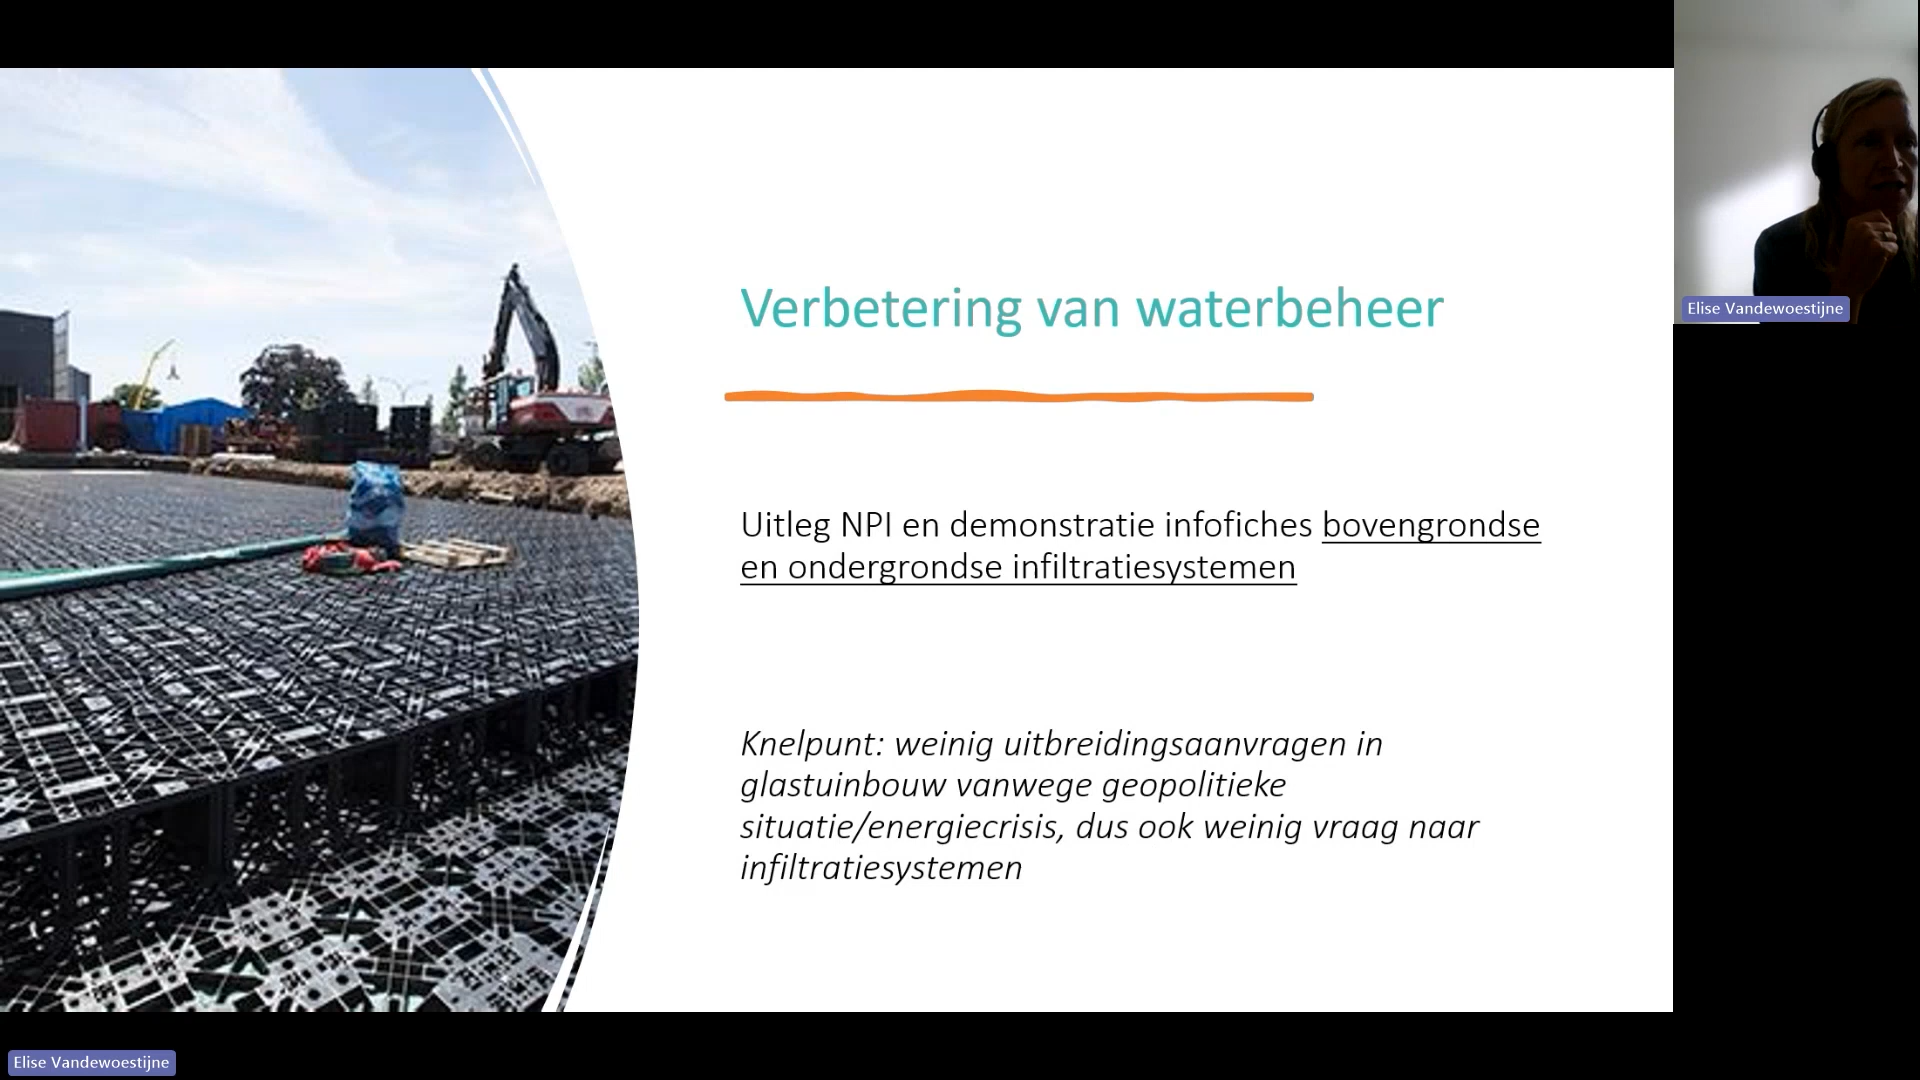 Verbetering van waterbeheer
Uitleg NPI en demonstratie infofiches bovengrondse
en ondergrondse infiltratiesystemen
Knelpunt: weinig uitbreidingsaanvragen in
glastuinbouw vanwege geopolitieke
situatie/energiecrisis, dus ook weinig vraag naar
infiltratiesystemen
Elise Vandewoestijne
Elise Vandewoestijne